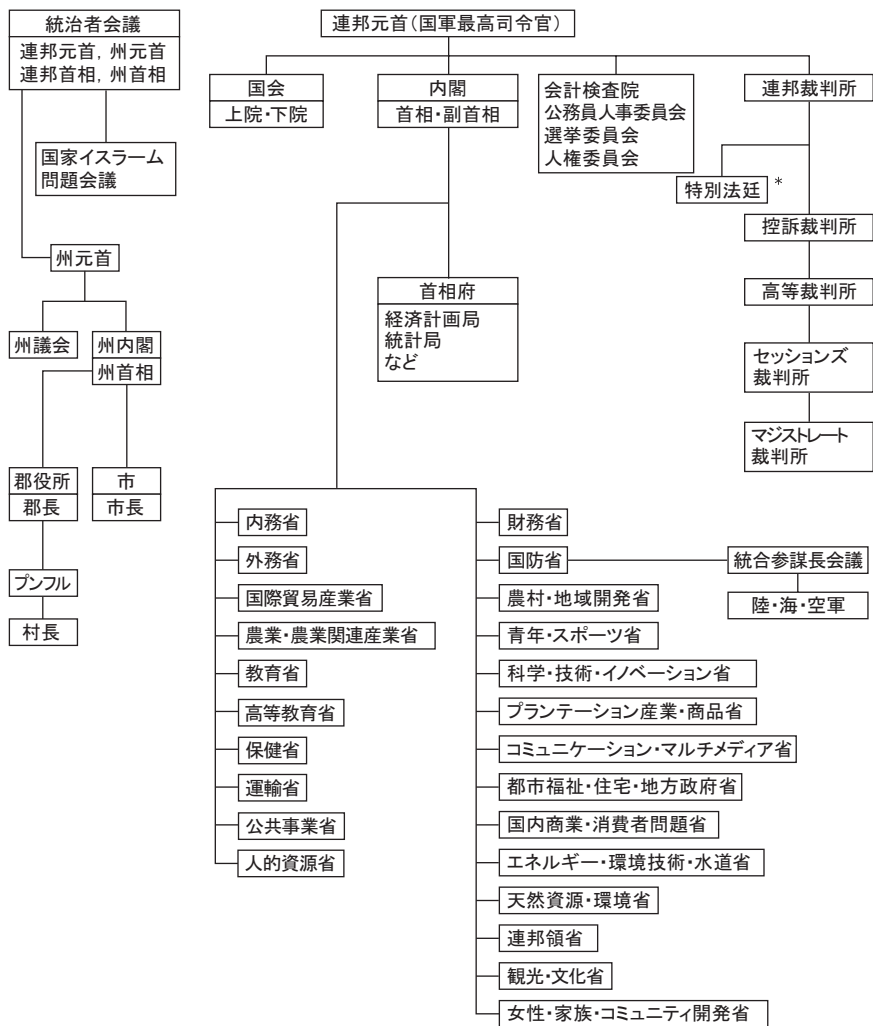 統治者会議
連邦元首，州元首
連邦首相，州首相
国家イスラーム
問題会議
州元首
州議会
州内閣
州首相
郡役所
郡長
市
市長
プンフル
村長
連邦元首（国軍最高司令官）
国会
上院・下院
内閣
首相・副首相
会計検査院
公務員人事委員会
選挙委員会
人権委員会
連邦裁判所
特別法廷 *
控訴裁判所
高等裁判所
セッションズ
裁判所
マジストレート
裁判所
首相府
経済計画局
統計局
など
内務省
外務省
国際貿易産業省
農業・農業関連産業省
教育省
高等教育省
保健省
運輸省
公共事業省
人的資源省
財務省
国防省
統合参謀長会議
陸・海・空軍
農村・地域開発省
青年・スポーツ省
科学・技術・イノベーション省
プランテーション産業・商品省
コミュニケーション・マルチメディア省
都市福祉・住宅・地方政府省
国内商業・消費者問題省
エネルギー・環境技術・水道省
天然資源・環境省
連邦領省
観光・文化省
女性・家族・コミュニティ開発省